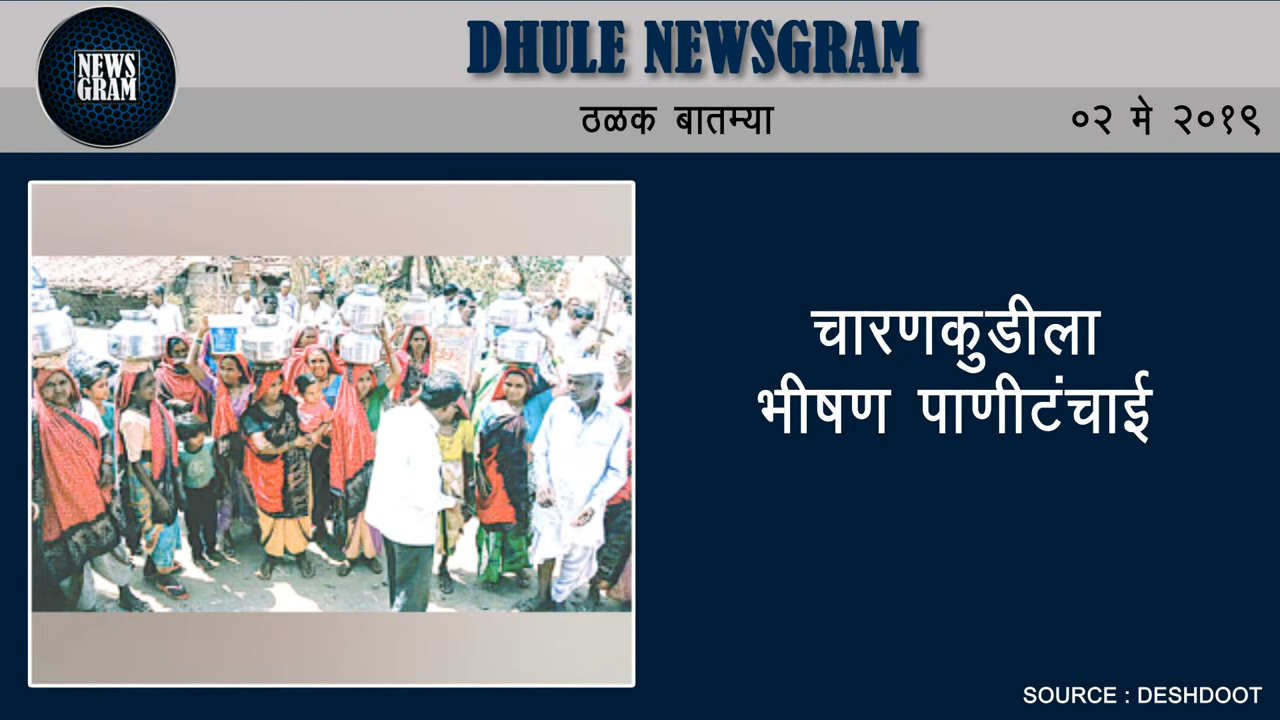 NEWS
GRAM
DHULE NEWSGRAM
ठळक बातम्या
०२ मे २०१९
चारणकुडीला
भीषण पाणीटंचाई
SOURCE : DESHDOOT